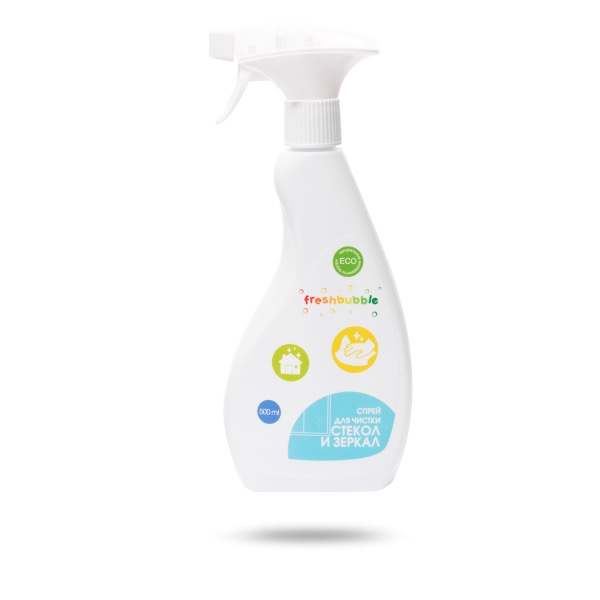 ECO
freshbubble
500 ml
СПРЕЙ
ДЛЯ ЧИСТКИ
СТЕКОЛ
И ЗЕРКАЛ